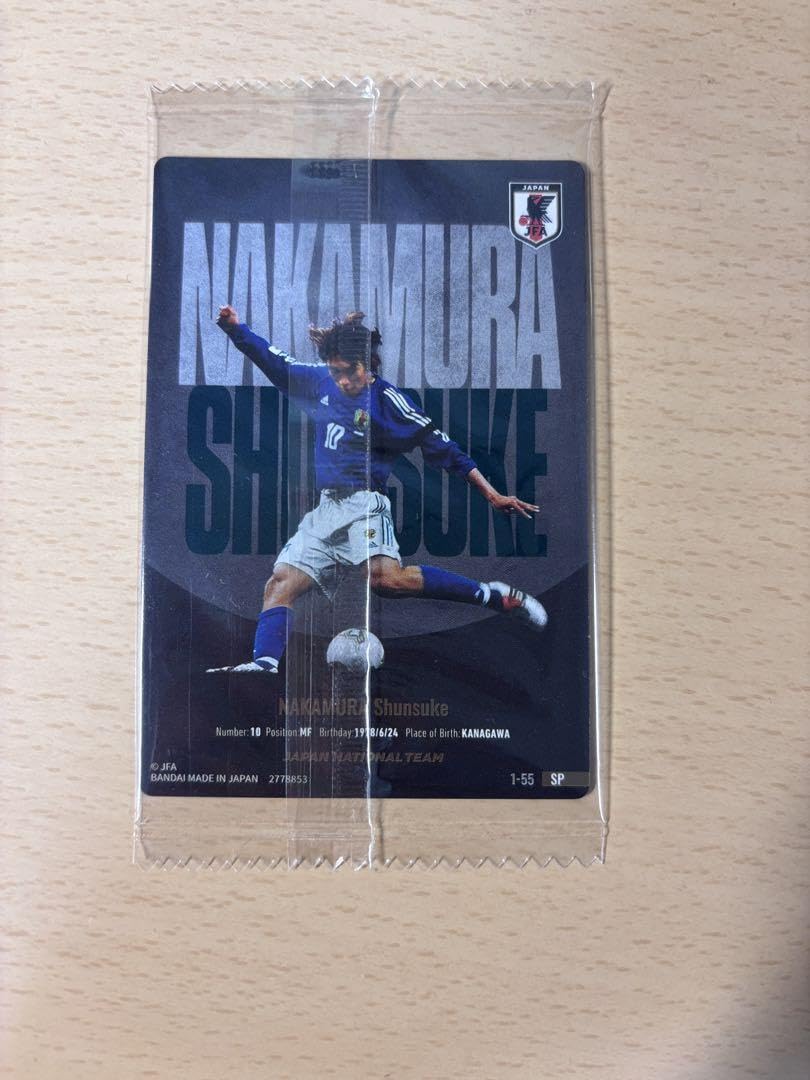 JAPAN
JFA
NAKAMURA
SHUNSUKE
10
NAKAMURA Shunsuke
Number:10 Position:MF Birthday:1978/6/24 Place of Birth:KANAGAWA
JAPAN NATIONAL TEAM
© JFA
BANDAI MADE IN JAPAN 2778853
1-55 SP